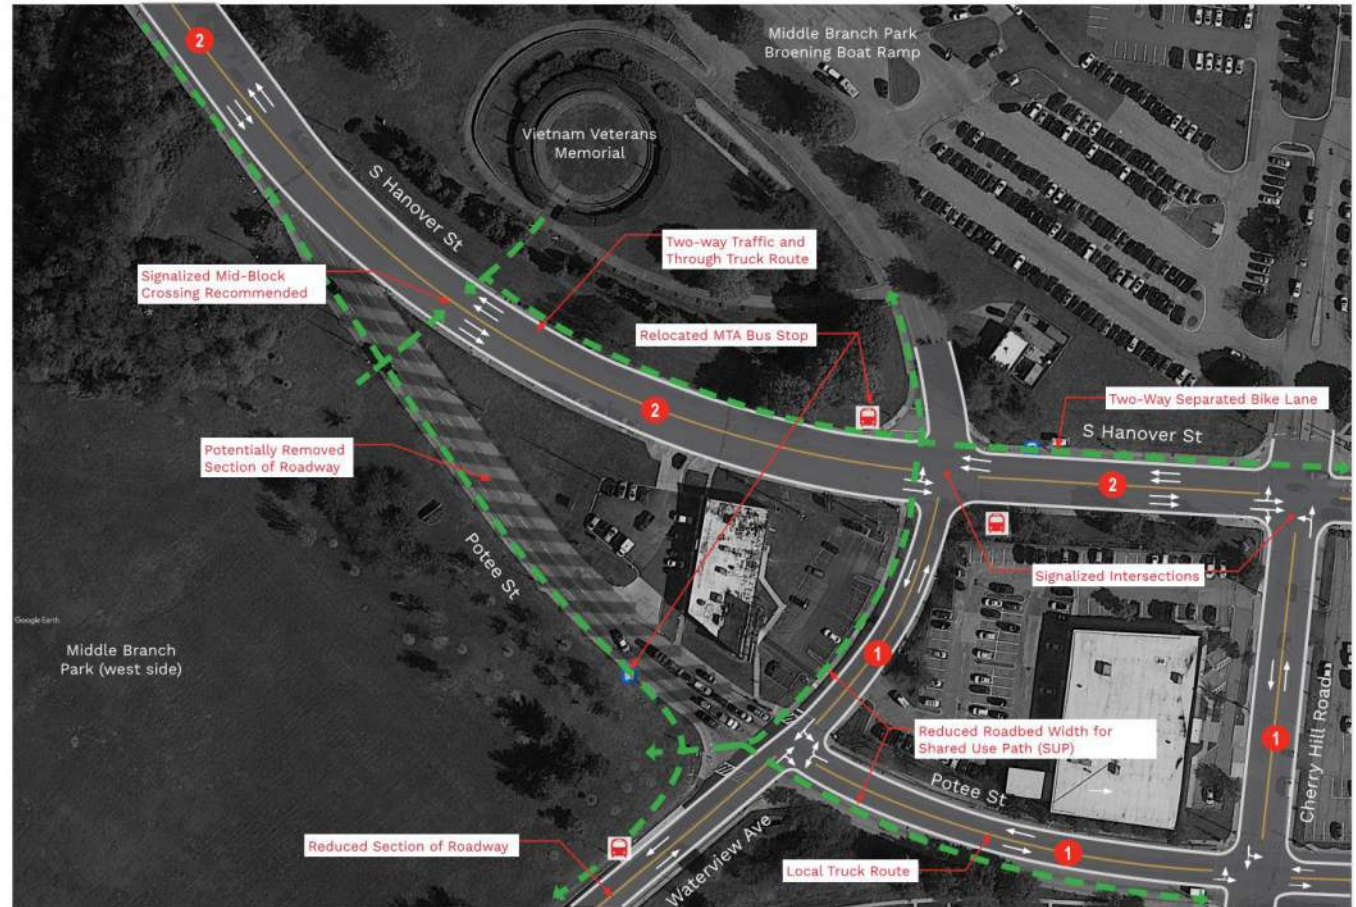 2
Middle Branch Park
Broening Boat Ramp
Vietnam Veterans
Memorial
S Hanover St
Two-way Traffic and
Through Truck Route
Signalized Mid-Block
Crossing Recommended
Relocated MTA Bus Stop
2
Two-Way Separated Bike Lane
S Hanover St
Potentially Removed
Section of Roadway
2
Potee St
Signalized Intersections
Google Earth
Middle Branch
Park (west side)
1
Reduced Roadbed Width for
Shared Use Path (SUP)
1
Cherry Hill Road
Potee St
Reduced Section of Roadway
Waterview Ave
Local Truck Route
1